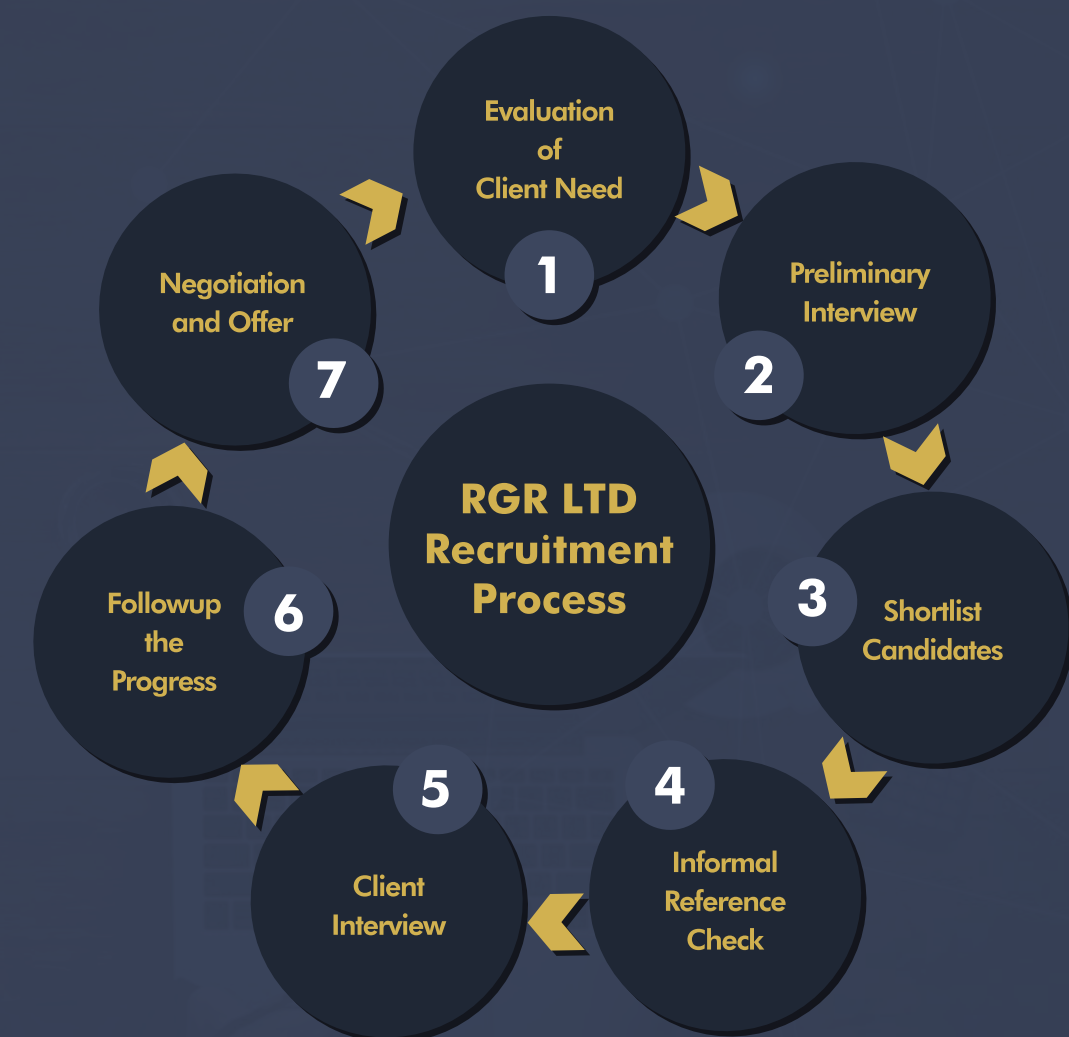 Evaluation
of
Client Need
1
Preliminary
Interview
2
3
Shortlist
Candidates
4
Informal
Reference
Check
5
Client
Interview
6
Followup
the
Progress
Negotiation
and Offer
7
RGR LTD
Recruitment
Process